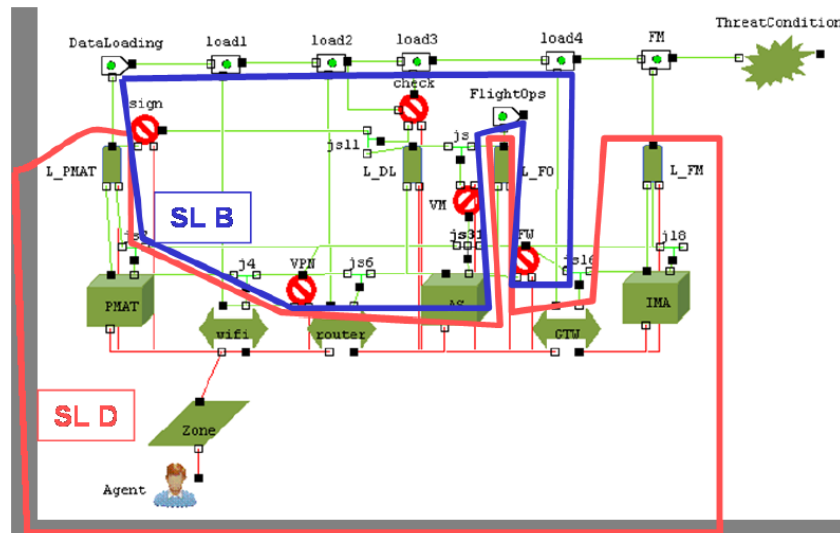 ThreatCondition
DataLoading
load1
load2
load3
load4
FM
check
FlightOps
sign
js11
js
L_PMAT
L_DL
L_FO
L_FM
SL B
VM
js31
FW
j18
j4
VPN
js6
js16
PMAT
AS
IMA
wifi
router
GTW
SL D
Zone
Agent